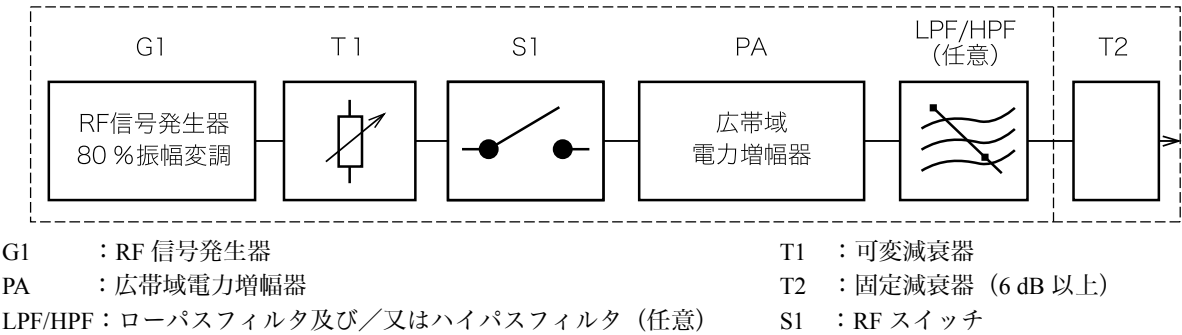 G1
T1
S1
PA
LPF/HPF
(任意)
T2
RF信号発生器
80 %振幅変調
広帯域
電力増幅器
G1 ：RF 信号発生器
T1 ：可変減衰器
PA ：広帯域電力増幅器
T2 ：固定減衰器（6 dB 以上）
LPF/HPF：ローパスフィルタ及び／又はハイパスフィルタ（任意）
S1 ：RF スイッチ